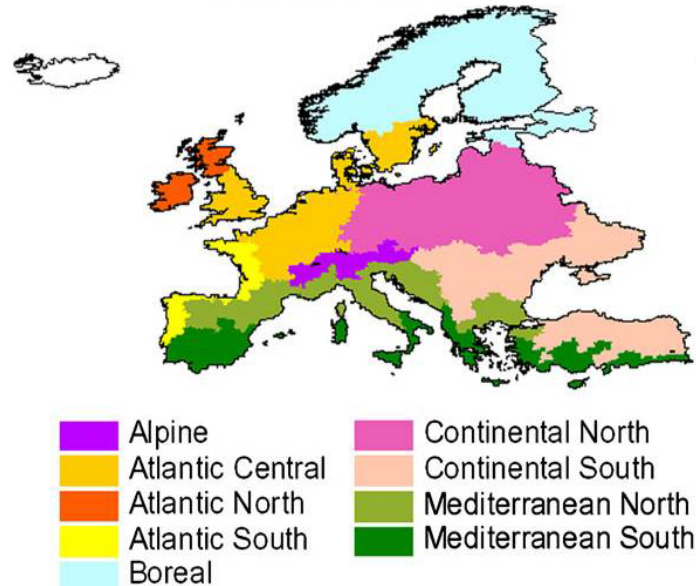 Alpine
Atlantic Central
Atlantic North
Atlantic South
Boreal
Continental North
Continental South
Mediterranean North
Mediterranean South